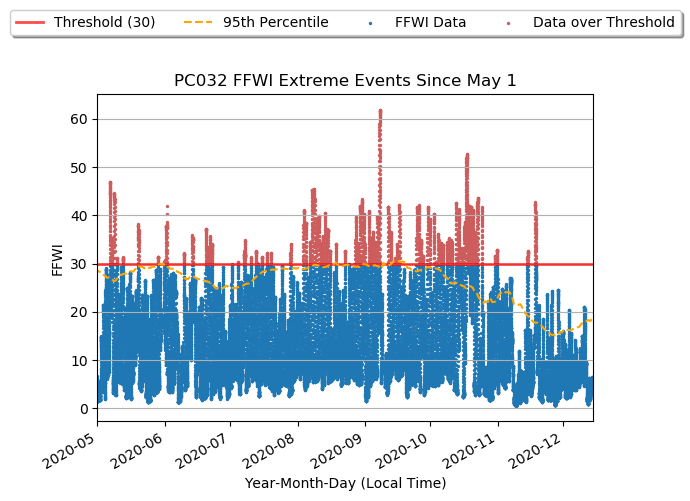 Threshold (30) 95th Percentile FFWI Data Data over Threshold
PC032 FFWI Extreme Events Since May 1
FFWI
60
50
40
30
20
10
0
2020-05 2020-06 2020-07 2020-08 2020-09 2020-10 2020-11 2020-12
Year-Month-Day (Local Time)